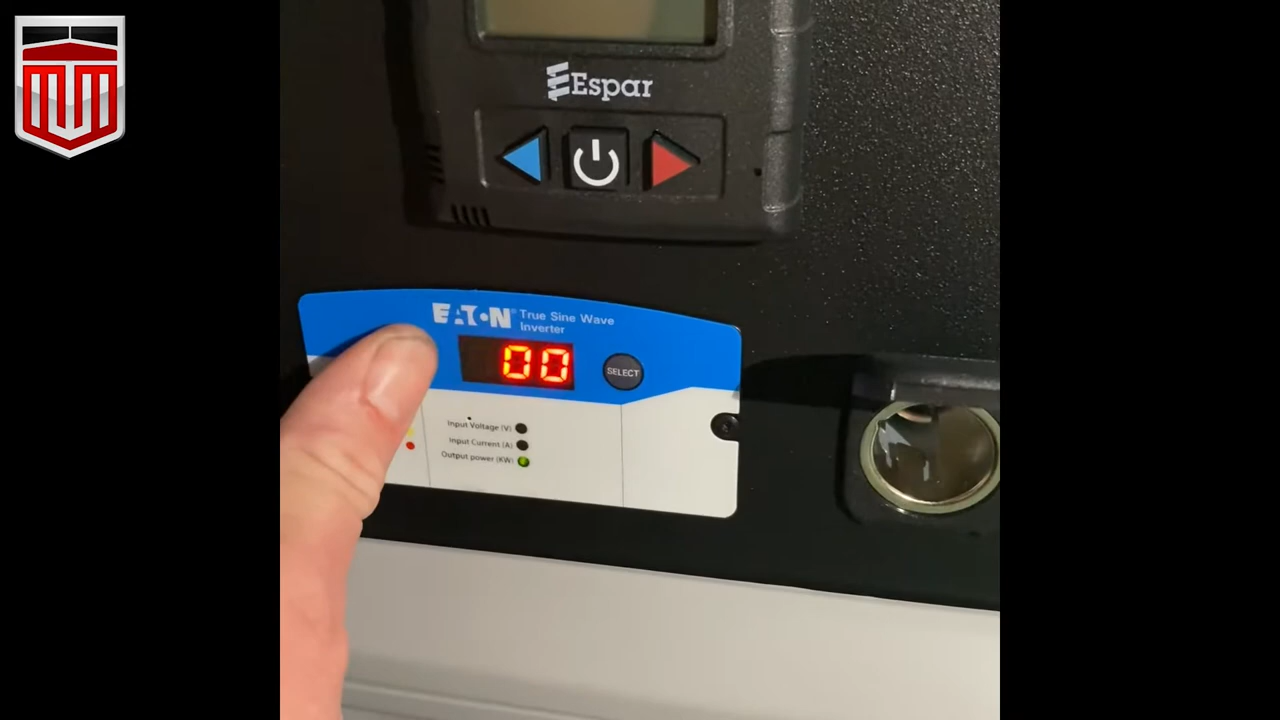 Espar
EATON True Sine Wave
Inverter
00
SELECT
Input Voltage (V)
Input Current (A)
Output power (KW)